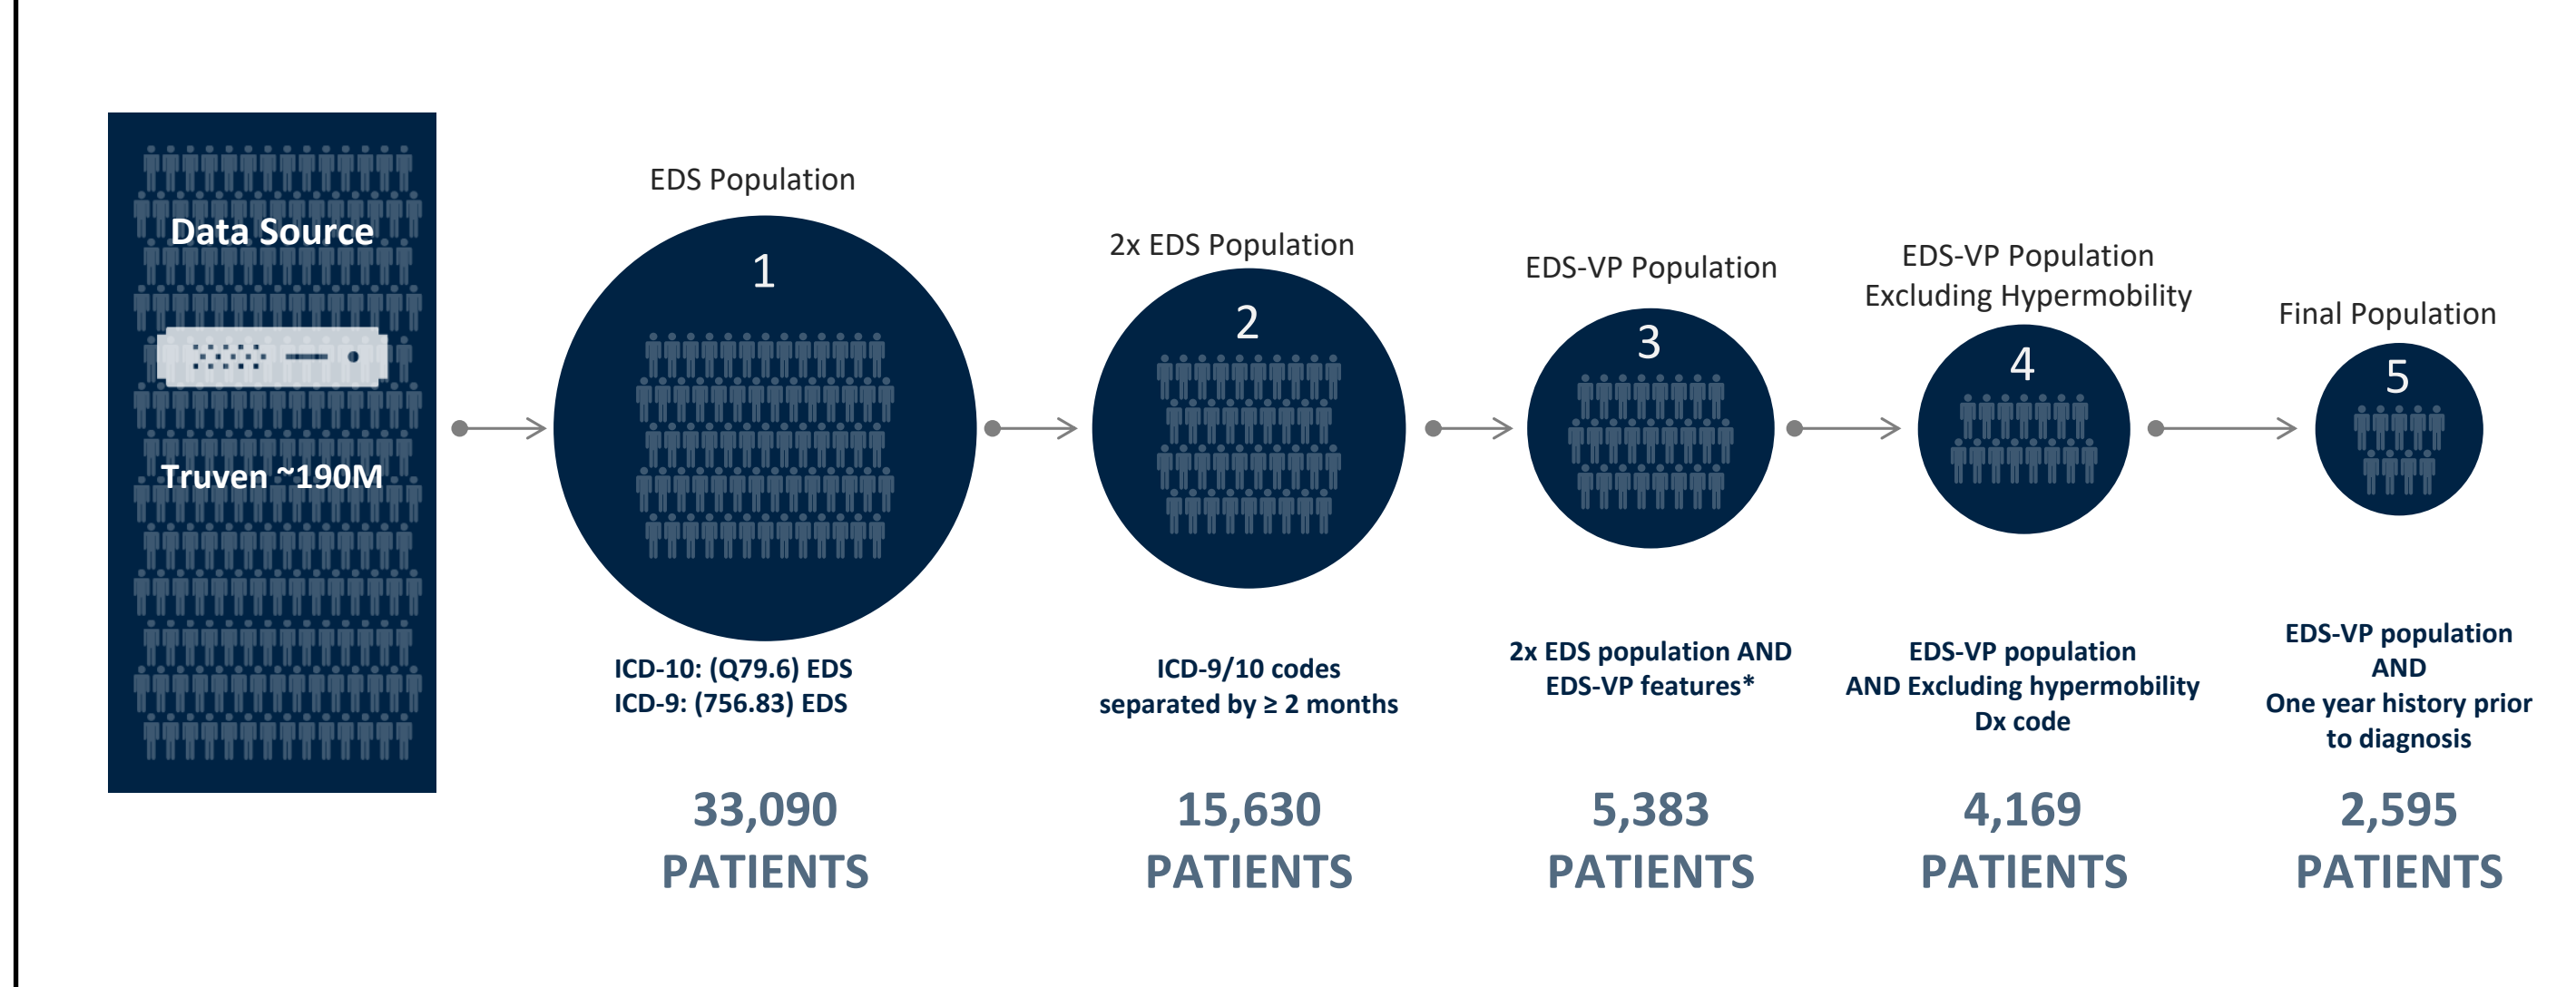 Data Source
Truven ~190M
EDS Population
1
ICD-10: (Q79.6) EDS
ICD-9: (756.83) EDS
33,090
PATIENTS
2x EDS Population
2
ICD-9/10 codes
separated by ≥ 2 months
15,630
PATIENTS
EDS-VP Population
3
2x EDS population AND
EDS-VP features*
5,383
PATIENTS
EDS-VP Population
Excluding Hypermobility
4
EDS-VP population
AND Excluding hypermobility
Dx code
4,169
PATIENTS
Final Population
5
EDS-VP population
AND
One year history prior
to diagnosis
2,595
PATIENTS